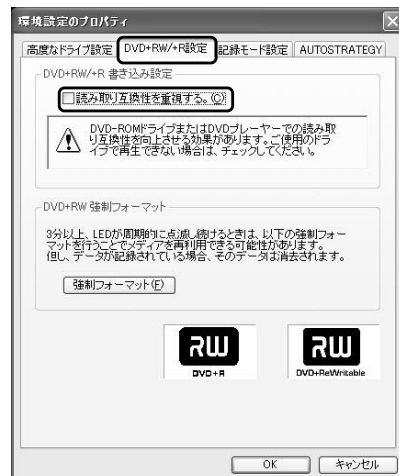 環境設定のプロパティ
高度なドライブ設定 DVD+RW/+R設定 記録モード設定 AUTOSTRATEGY
DVD+RW/+R 書き込み設定
読み取り互換性を重視する。(C)
DVD-ROMドライブまたはDVDプレーヤーでの読み取
り互換性を向上させる効果があります。ご使用のドラ
イブで再生できない場合は、チェックしてください。
DVD+RW 強制フォーマット
3分以上、LEDが周期的に点滅し続けるときは、以下の強制フォー
マットを行うことでメディアを再利用できる可能性があります。
但し、データが記録されている場合、そのデータは消去されます。
強制フォーマット(F)
RW RW
DVD+R DVD+ReWritable
OK キャンセル